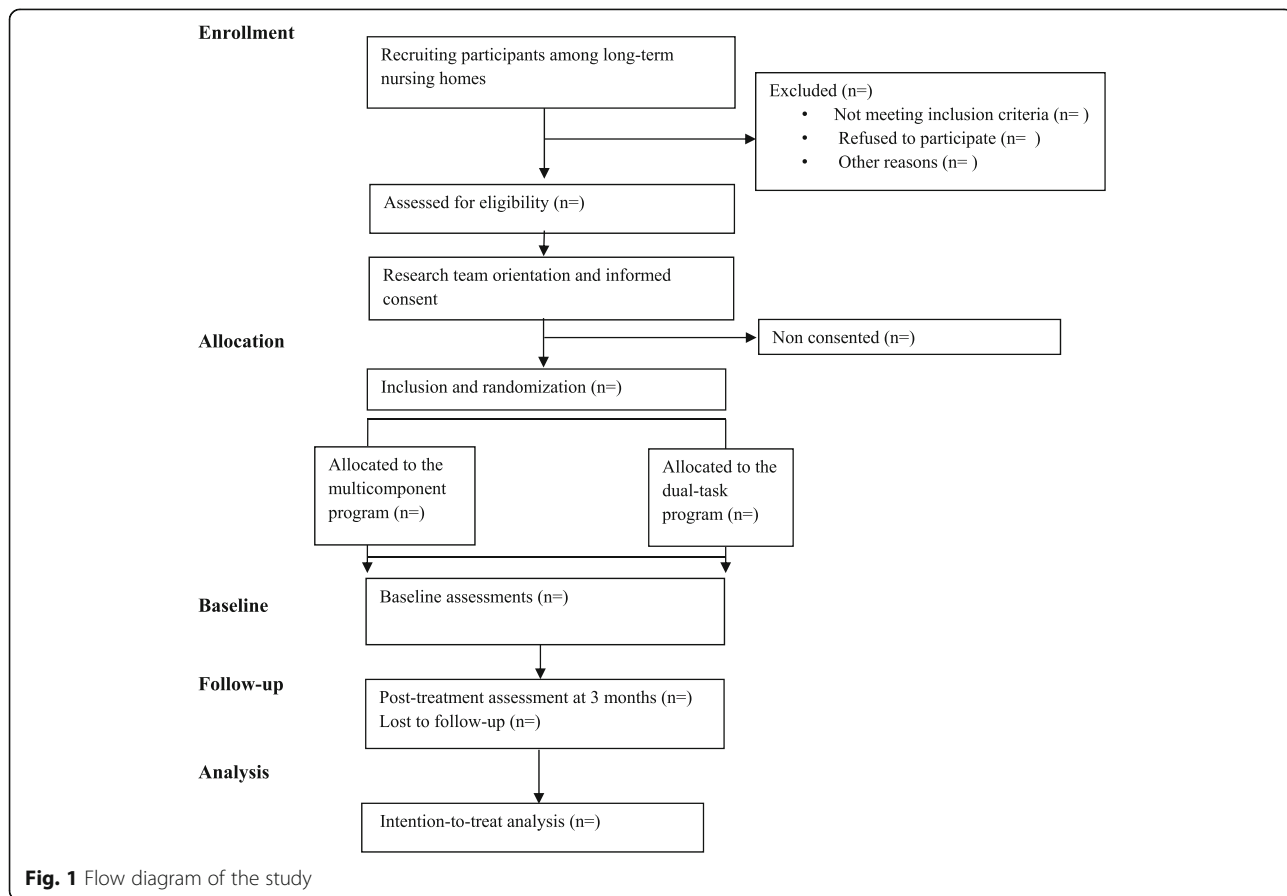 Enrollment
Recruiting participants among long-term
nursing homes
Excluded (n=)
• Not meeting inclusion criteria (n= )
• Refused to participate (n= )
• Other reasons (n= )
Assessed for eligibility (n=)
Research team orientation and informed
consent
Allocation
Non consented (n=)
Inclusion and randomization (n=)
Allocated to the
multicomponent
program (n=)
Allocated to the
dual-task
program (n=)
Baseline
Baseline assessments (n=)
Follow-up
Post-treatment assessment at 3 months (n=)
Lost to follow-up (n=)
Analysis
Intention-to-treat analysis (n=)
Fig. 1 Flow diagram of the study